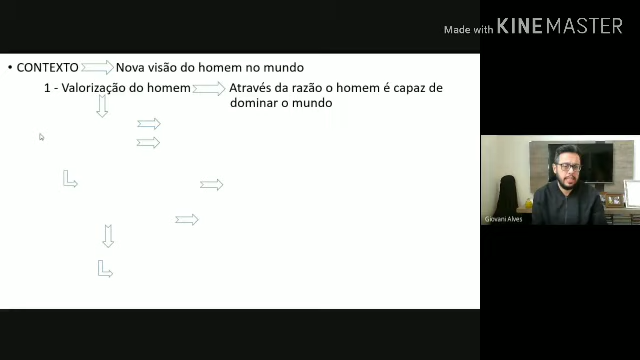 Made with KINEMASTER
• CONTEXTO Nova visão do homem no mundo
1 - Valorização do homem Através da razão o homem é capaz de
dominar o mundo
Giovani Alves